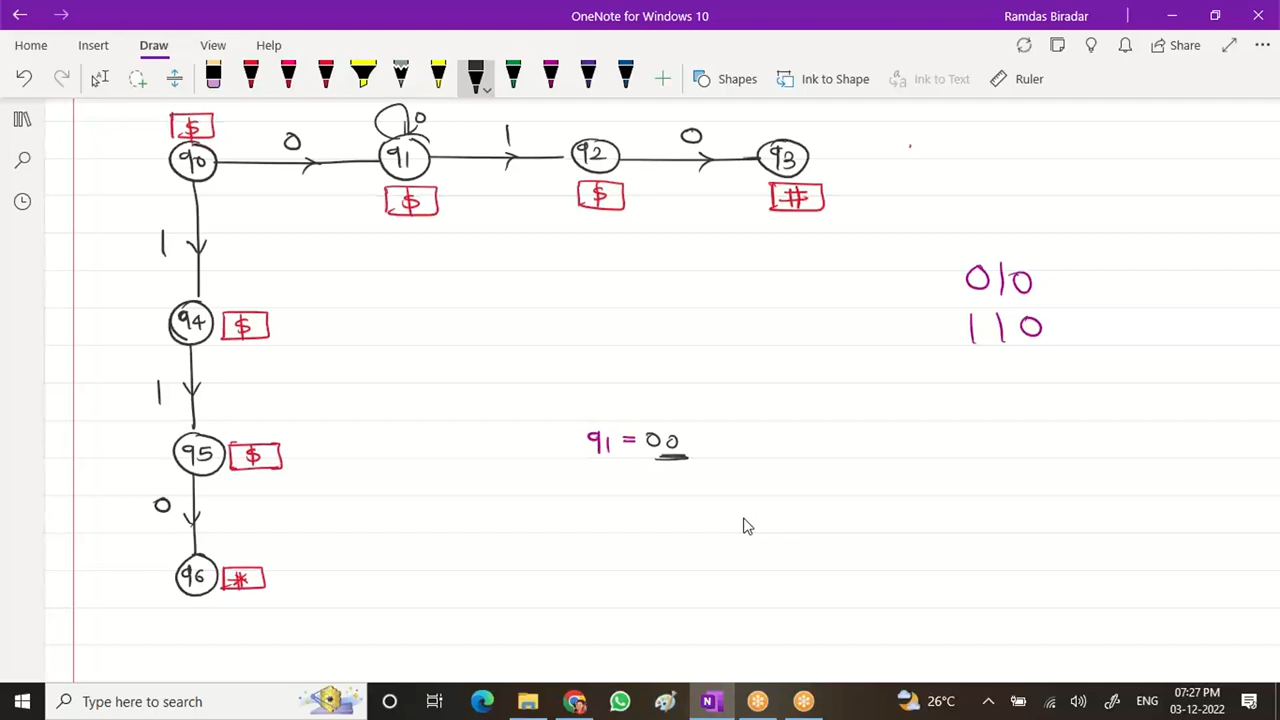 OneNote for Windows 10
Ramdas Biradar
Home Insert Draw View Help
Share
Shapes Ink to Shape Ink to Text Ruler
$ 0 0 1 0
q0 q1 q2 q3
$ $ #
1
010
q4 $
110
1
q1 = 00
q5 $
0
q6 *
Type here to search
26°C
ENG
07:27 PM
03-12-2022